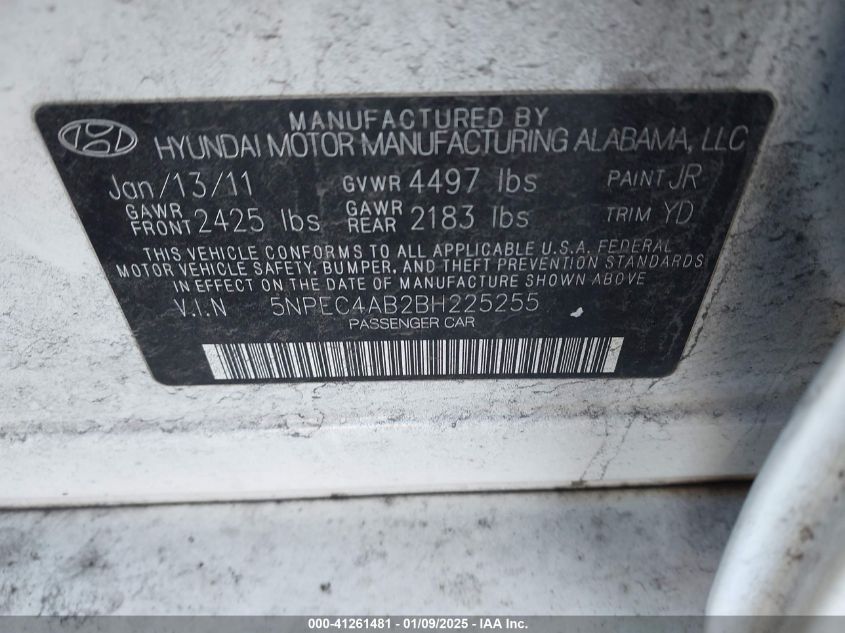 MANUFACTURED BY
HYUNDAI MOTOR MANUFACTURING ALABAMA, LLC
Jan/13/11 GVWR 4497 lbs PAINT JR
GAWR FRONT 2425 lbs GAWR REAR 2183 lbs TRIM YD
THIS VEHICLE CONFORMS TO ALL APPLICABLE U.S.A. FEDERAL
MOTOR VEHICLE SAFETY, BUMPER, AND THEFT PREVENTION STANDARDS
IN EFFECT ON THE DATE OF MANUFACTURE SHOWN ABOVE
V.I.N 5NPEC4AB2BH225255
PASSENGER CAR
000-41261481 - 01/09/2025 - IAA Inc.